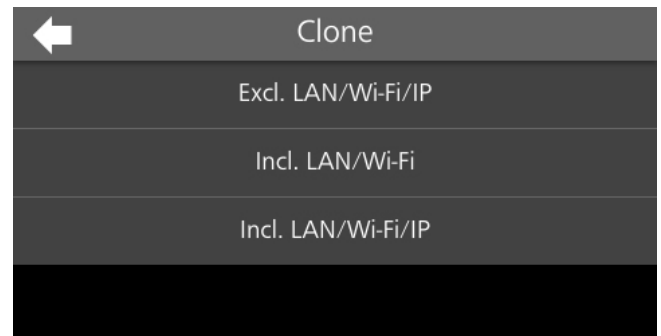 Clone
Excl. LAN/Wi-Fi/IP
Incl. LAN/Wi-Fi
Incl. LAN/Wi-Fi/IP